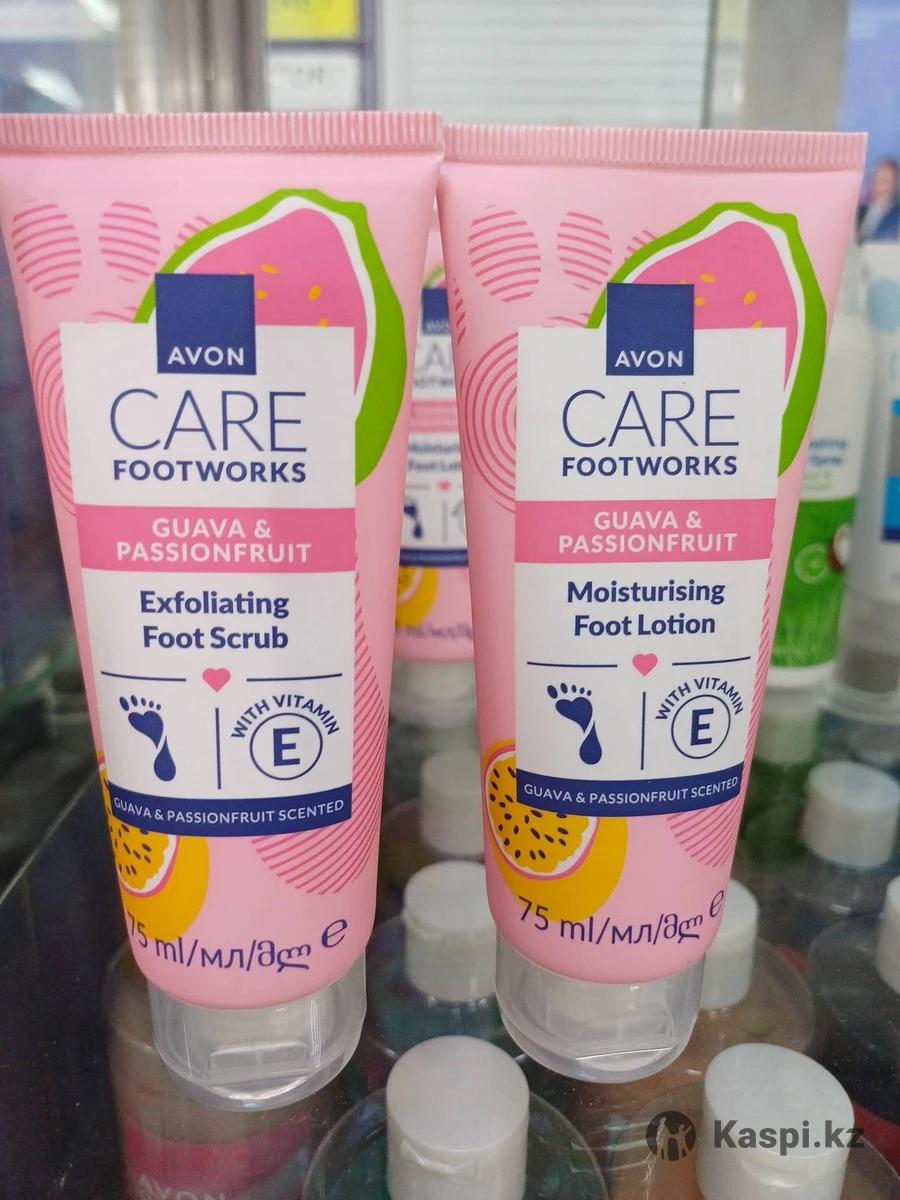 AVON
CARE
FOOTWORKS
GUAVA &
PASSIONFRUIT
Exfoliating
Foot Scrub
WITH VITAMIN
E
GUAVA & PASSIONFRUIT SCENTED
75 ml/мл/მლ ℮
AVON
CARE
FOOTWORKS
GUAVA &
PASSIONFRUIT
Moisturising
Foot Lotion
WITH VITAMIN
E
GUAVA & PASSIONFRUIT SCENTED
75 ml/мл/მლ ℮
AVON
Kaspi.kz